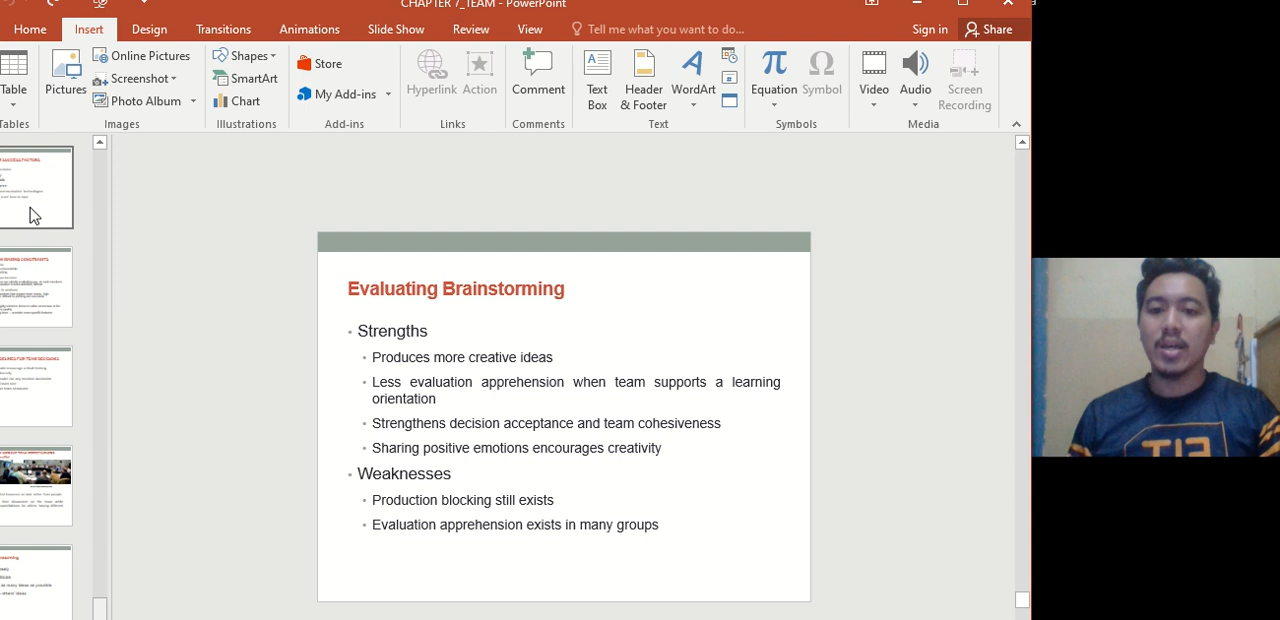 CHAPTER 7_TEAM - PowerPoint
Home Insert Design Transitions Animations Slide Show Review View Tell me what you want to do... Sign in Share
Table
Pictures
Online Pictures
Screenshot
Photo Album
Shapes
SmartArt
Chart
Store
My Add-ins
Hyperlink
Action
Comment
Text
Box
Header
& Footer
WordArt
Equation
Symbol
Video
Audio
Screen
Recording
Tables Images Illustrations Add-ins Links Comments Text Symbols Media
Evaluating Brainstorming
• Strengths
• Produces more creative ideas
• Less evaluation apprehension when team supports a learning
orientation
• Strengthens decision acceptance and team cohesiveness
• Sharing positive emotions encourages creativity
• Weaknesses
• Production blocking still exists
• Evaluation apprehension exists in many groups